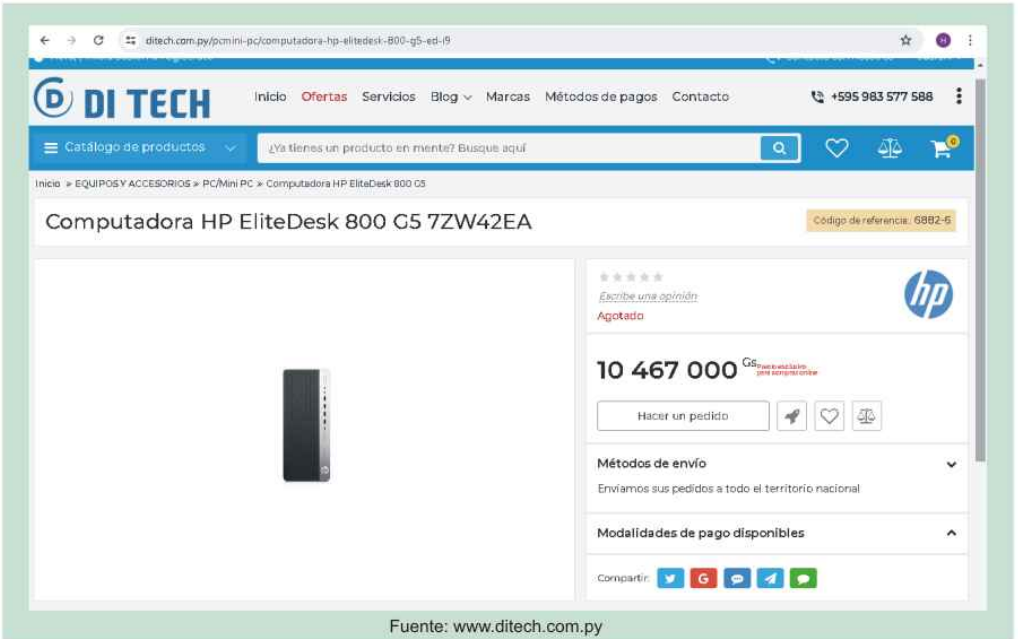 ditech.com.py/pcmini-pc/computadora-hp-elitedesk-800-g5-ed-i9
H
DI TECH
Inicio Ofertas Servicios Blog Marcas Métodos de pagos Contacto
+595 983 577 588
Catálogo de productos
¿Ya tienes un producto en mente? Busque aquí
0
Inicio » EQUIPOS Y ACCESORIOS » PC/Mini PC » Computadora HP EliteDesk 800 G5
Computadora HP EliteDesk 800 G5 7ZW42EA
Código de referencia: 6882-6
Escribe una opinión
hp
Agotado
10 467 000 Gs
Hacer un pedido
Métodos de envío
Enviamos sus pedidos a todo el territorio nacional
Modalidades de pago disponibles
Compartir:
G
Fuente: www.ditech.com.py